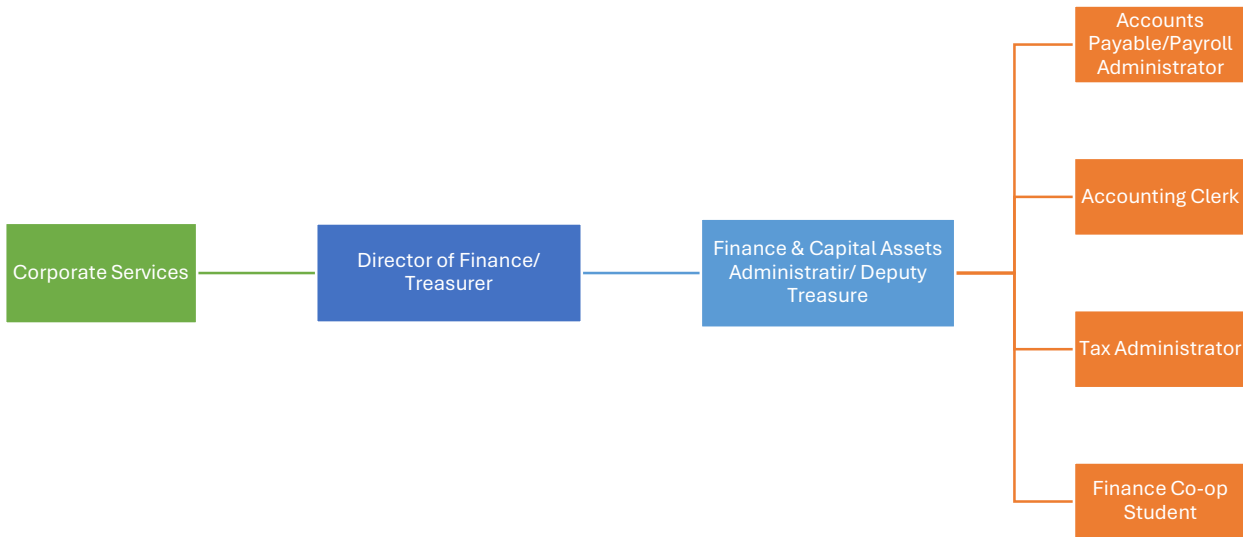 Corporate Services
Director of Finance/
Treasurer
Finance & Capital Assets
Administratir/ Deputy
Treasure
Accounts
Payable/Payroll
Administrator
Accounting Clerk
Tax Administrator
Finance Co-op
Student